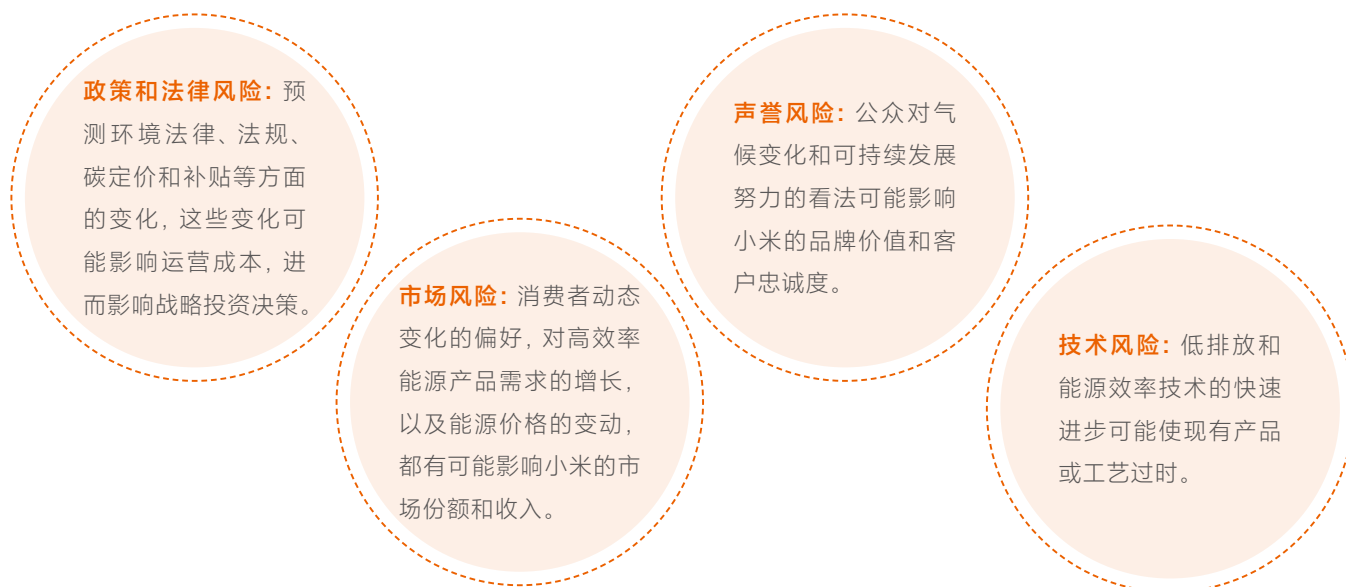 政策和法律风险：预
测环境法律、法规、
碳定价和补贴等方面
的变化，这些变化可
能影响运营成本，进
而影响战略投资决策。
市场风险：消费者动态
变化的偏好，对高效率
能源产品需求的增长，
以及能源价格的变动，
都有可能影响小米的市
场份额和收入。
声誉风险：公众对气
候变化和可持续发展
努力的看法可能影响
小米的品牌价值和客
户忠诚度。
技术风险：低排放和
能源效率技术的快速
进步可能使现有产品
或工艺过时。